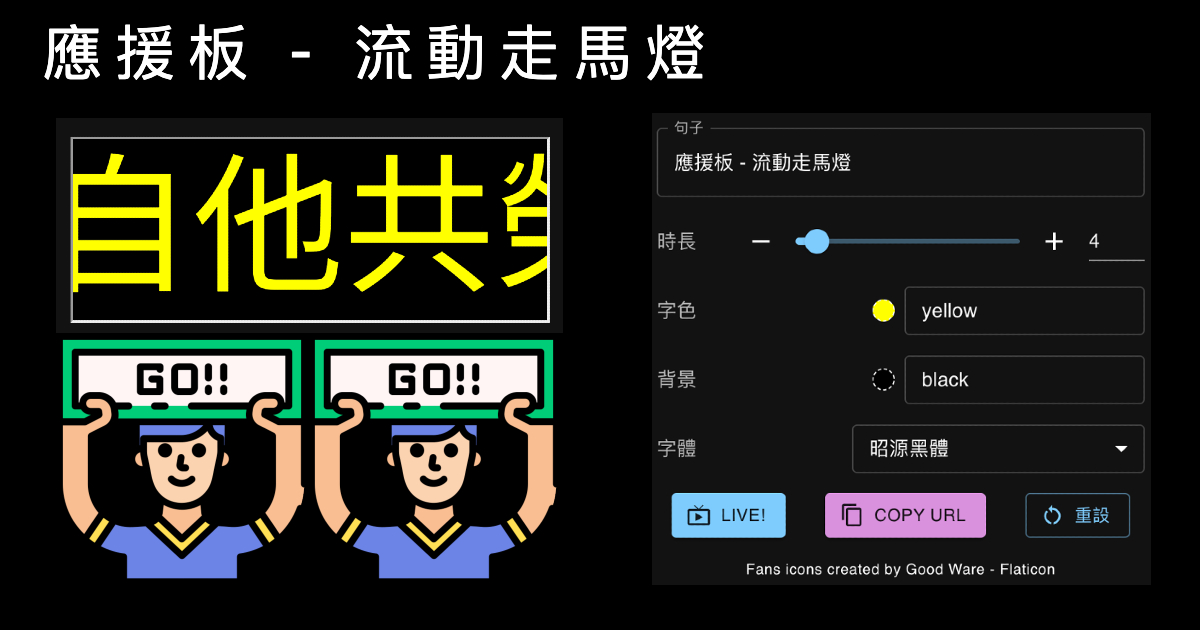 應援板 - 流動走馬燈
自他共榮
GO!! GO!!
句子
應援板 - 流動走馬燈
時長 4
字色 yellow
背景 black
字體 昭源黑體
LIVE! COPY URL 重設
Fans icons created by Good Ware - Flaticon